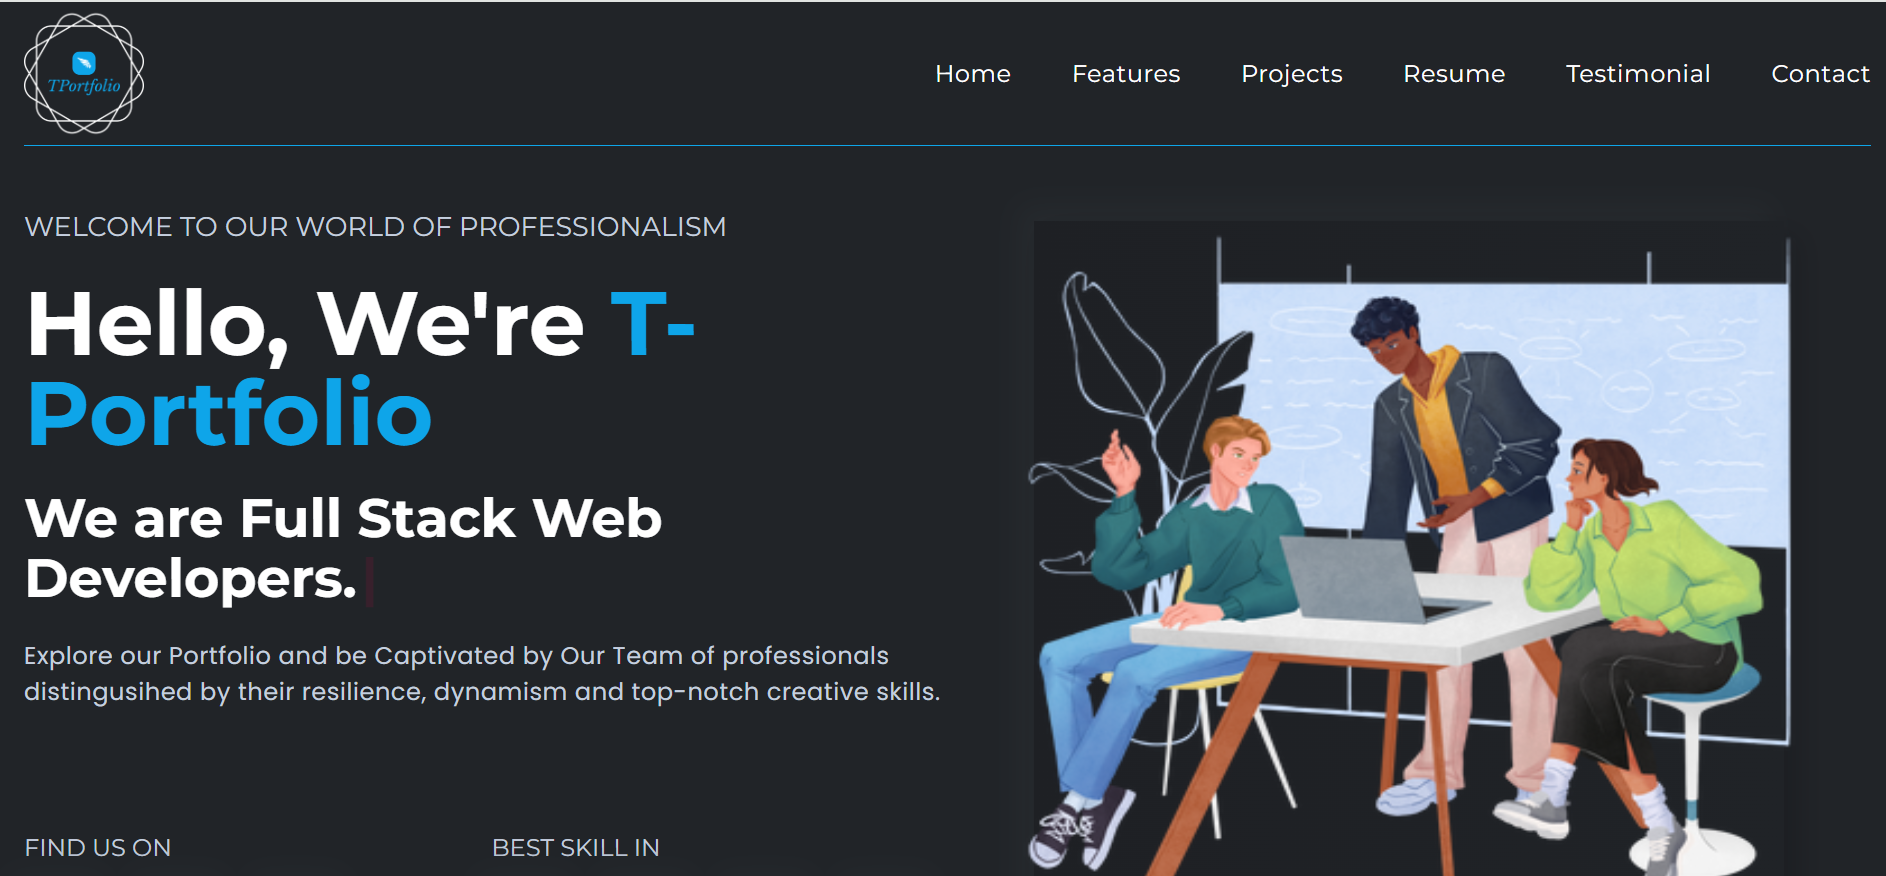 TPortfolio
Home
Features
Projects
Resume
Testimonial
Contact
WELCOME TO OUR WORLD OF PROFESSIONALISM
Hello, We're T-
Portfolio
We are Full Stack Web
Developers.
Explore our Portfolio and be Captivated by Our Team of professionals
distingusihed by their resilience, dynamism and top-notch creative skills.
FIND US ON
BEST SKILL IN